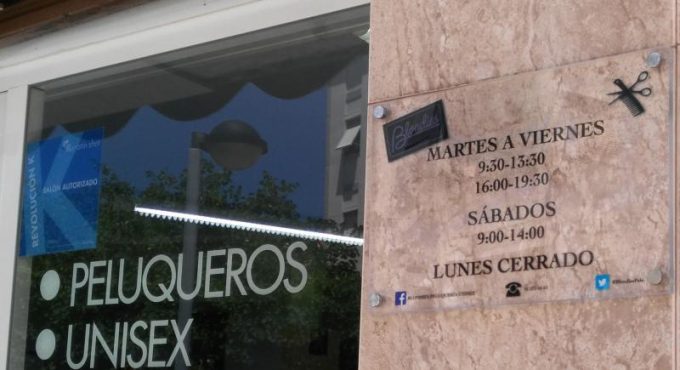 REVOLUCIÓN K
SALÓN AUTORIZADO
PELUQUEROS
UNISEX
Blondies
MARTES A VIERNES
9:30-13:30
16:00-19:30
SÁBADOS
9:00-14:00
LUNES CERRADO